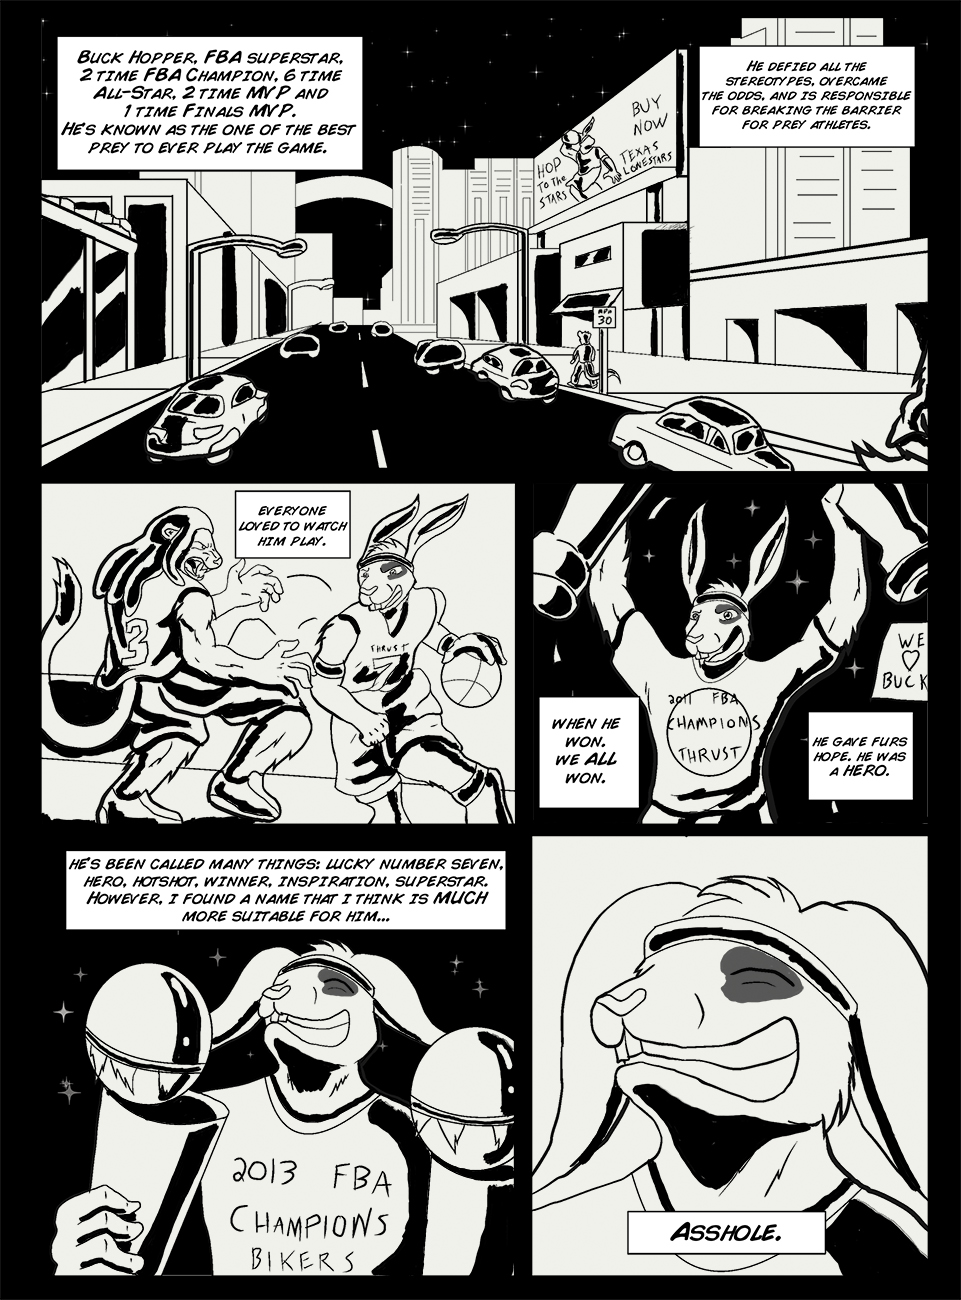 Buck Hopper, FBA superstar,
2 time FBA Champion, 6 time
All-Star, 2 time MVP and
1 time Finals MVP.
He's known as the one of the best
prey to ever play the game.
He defied all the
stereotypes, overcame
the odds, and is responsible
for breaking the barrier
for prey athletes.
BUY
NOW
HOP
To The
STARS
TEXAS
LONESTARS
30
EVERYONE
LOVED TO WATCH
HIM PLAY.
THRUST
7
3
WE
♡
BUCK
2011 FBA
CHAMPIONS
THRUST
WHEN HE
WON.
WE ALL
WON.
HE GAVE FURS
HOPE. HE WAS
A HERO.
He's been called many things: Lucky Number Seven,
Hero, Hotshot, Winner, Inspiration, Superstar.
However, I found a name that I think is MUCH
more suitable for him...
2013 FBA
CHAMPIONS
BIKERS
Asshole.